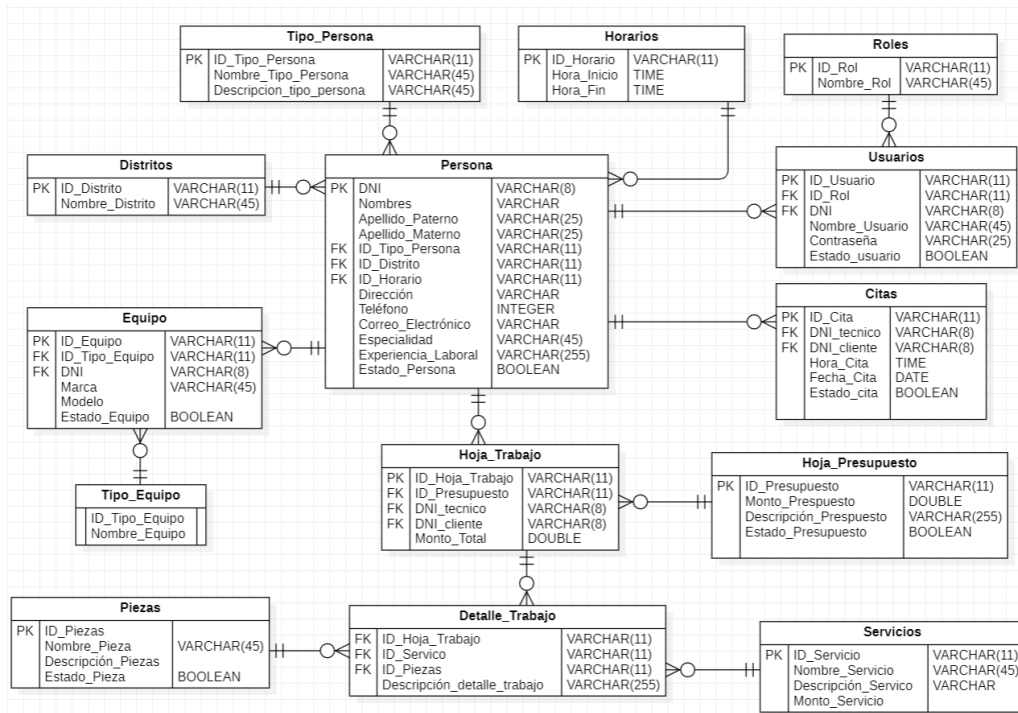 Tipo_Persona
PK ID_Tipo_Persona VARCHAR(11)
Nombre_Tipo_Persona VARCHAR(45)
Descripcion_tipo_persona VARCHAR(45)
Horarios
PK ID_Horario VARCHAR(11)
Hora_Inicio TIME
Hora_Fin TIME
Roles
PK ID_Rol VARCHAR(11)
Nombre_Rol VARCHAR(45)
Distritos
PK ID_Distrito VARCHAR(11)
Nombre_Distrito VARCHAR(45)
Persona
PK DNI VARCHAR(8)
Nombres VARCHAR
Apellido_Paterno VARCHAR(25)
Apellido_Materno VARCHAR(25)
FK ID_Tipo_Persona VARCHAR(11)
FK ID_Distrito VARCHAR(11)
FK ID_Horario VARCHAR(11)
Dirección VARCHAR
Teléfono INTEGER
Correo_Electrónico VARCHAR
Especialidad VARCHAR(45)
Experiencia_Laboral VARCHAR(255)
Estado_Persona BOOLEAN
Usuarios
PK ID_Usuario VARCHAR(11)
FK ID_Rol VARCHAR(11)
FK DNI VARCHAR(8)
Nombre_Usuario VARCHAR(45)
Contraseña VARCHAR(25)
Estado_usuario BOOLEAN
Equipo
PK ID_Equipo VARCHAR(11)
FK ID_Tipo_Equipo VARCHAR(11)
FK DNI VARCHAR(8)
Marca VARCHAR(45)
Modelo
Estado_Equipo BOOLEAN
Citas
PK ID_Cita VARCHAR(11)
FK DNI_tecnico VARCHAR(8)
FK DNI_cliente VARCHAR(8)
Hora_Cita TIME
Fecha_Cita DATE
Estado_cita BOOLEAN
Tipo_Equipo
ID_Tipo_Equipo
Nombre_Equipo
Hoja_Trabajo
PK ID_Hoja_Trabajo VARCHAR(11)
FK ID_Presupuesto VARCHAR(11)
FK DNI_tecnico VARCHAR(8)
FK DNI_cliente VARCHAR(8)
Monto_Total DOUBLE
Hoja_Presupuesto
PK ID_Presupuesto VARCHAR(11)
Monto_Prespuesto DOUBLE
Descripción_Prespuesto VARCHAR(255)
Estado_Presupuesto BOOLEAN
Piezas
PK ID_Piezas
Nombre_Pieza VARCHAR(45)
Descripción_Piezas
Estado_Pieza BOOLEAN
Detalle_Trabajo
FK ID_Hoja_Trabajo VARCHAR(11)
FK ID_Servico VARCHAR(11)
FK ID_Piezas VARCHAR(11)
Descripción_detalle_trabajo VARCHAR(255)
Servicios
PK ID_Servicio VARCHAR(11)
Nombre_Servicio VARCHAR(45)
Descripción_Servico VARCHAR
Monto_Servicio